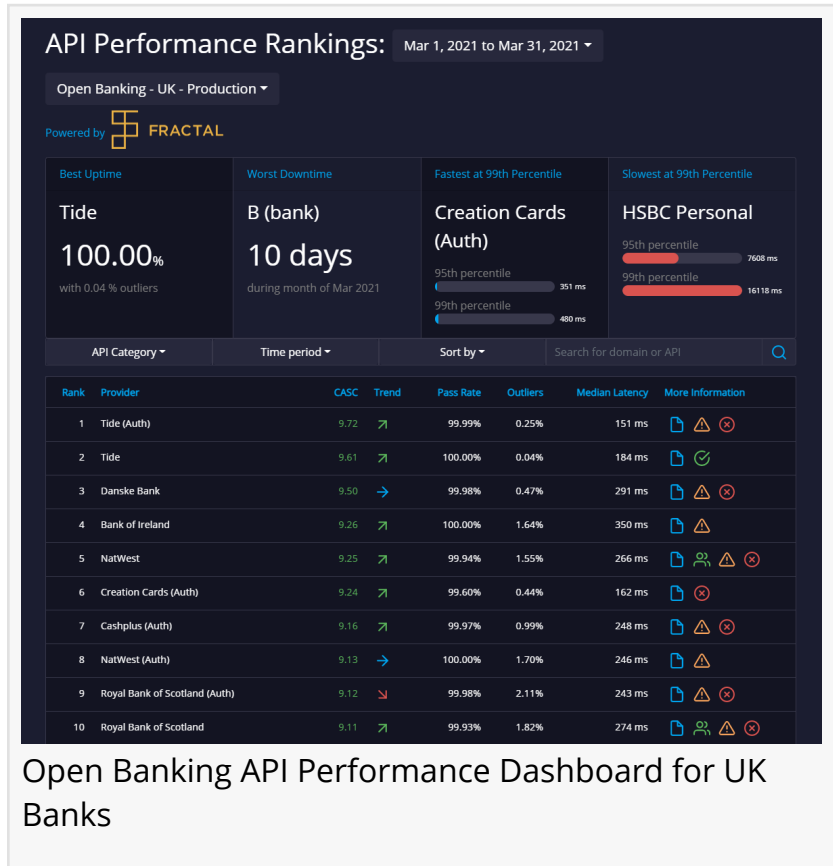 API Performance Rankings: Mar 1, 2021 to Mar 31, 2021
Open Banking - UK - Production
Powered by FRACTAL
Best Uptime Worst Downtime Fastest at 99th Percentile Slowest at 99th Percentile
Tide B (bank) Creation Cards (Auth) HSBC Personal
100.00% 10 days 95th percentile 351 ms 95th percentile 7608 ms
with 0.04 % outliers during month of Mar 2021 99th percentile 480 ms 99th percentile 16118 ms
API Category Time period Sort by Search for domain or API
Rank Provider CASC Trend Pass Rate Outliers Median Latency More Information
1 Tide (Auth) 9.72 99.99% 0.25% 151 ms
2 Tide 9.61 100.00% 0.04% 184 ms
3 Danske Bank 9.50 99.98% 0.47% 291 ms
4 Bank of Ireland 9.26 100.00% 1.64% 350 ms
5 NatWest 9.25 99.94% 1.55% 266 ms
6 Creation Cards (Auth) 9.24 99.60% 0.44% 162 ms
7 Cashplus (Auth) 9.16 99.97% 0.99% 248 ms
8 NatWest (Auth) 9.13 100.00% 1.70% 246 ms
9 Royal Bank of Scotland (Auth) 9.12 99.98% 2.11% 243 ms
10 Royal Bank of Scotland 9.11 99.93% 1.82% 274 ms
Open Banking API Performance Dashboard for UK
Banks